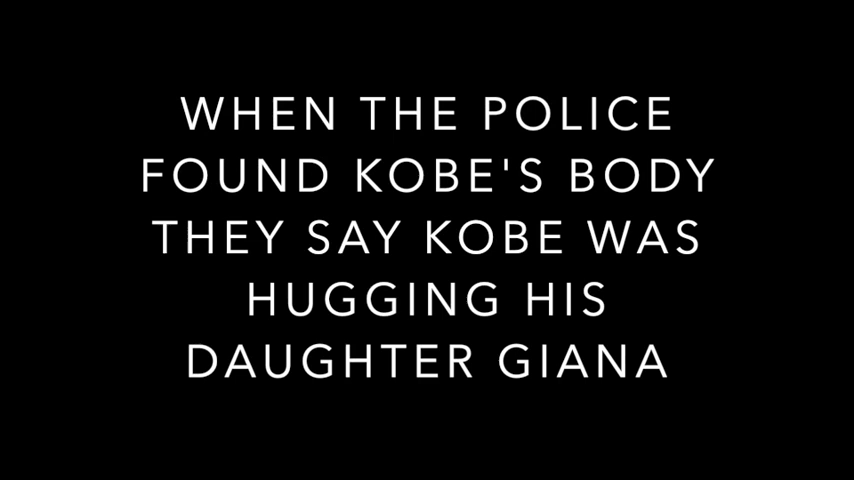 WHEN THE POLICE
FOUND KOBE'S BODY
THEY SAY KOBE WAS
HUGGING HIS
DAUGHTER GIANA